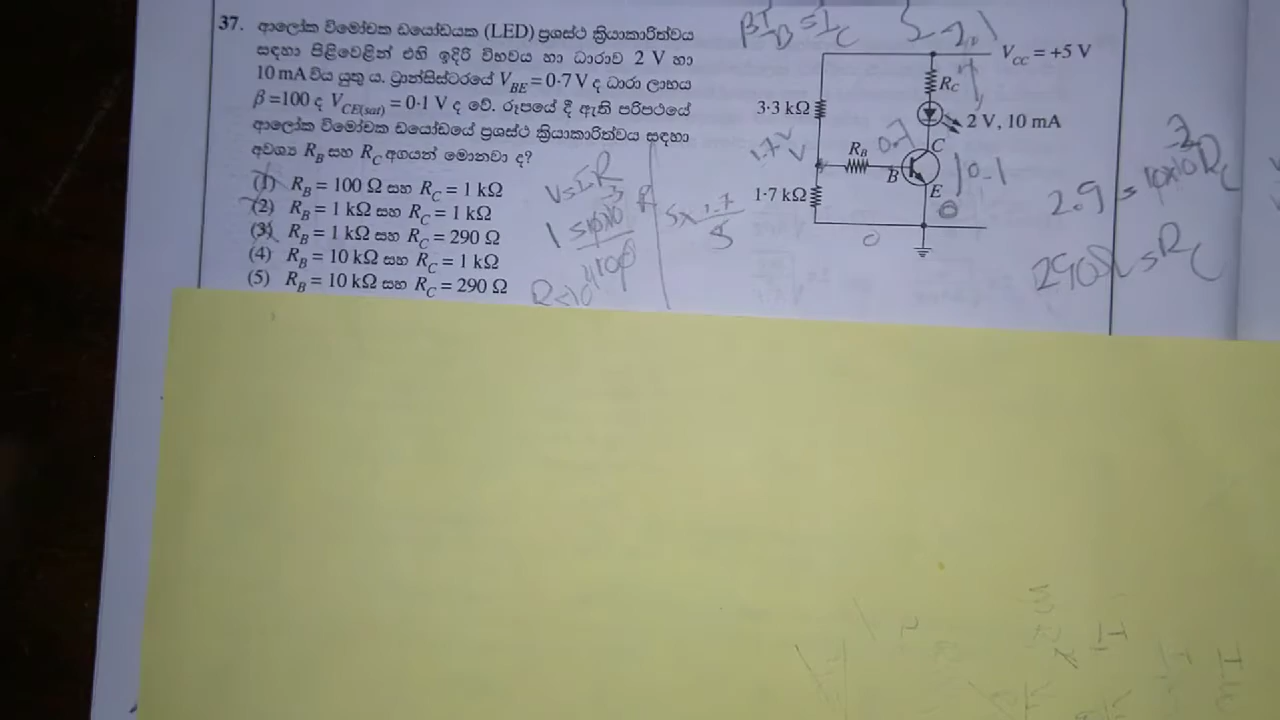 37. ආලෝක විමෝචක ඩයෝඩයක (LED) ප්‍රශස්ථ ක්‍රියාකාරීත්වය
සඳහා පිළිවෙළින් එහි ඉදිරි විභවය හා ධාරාව 2 V හා
10 mA විය යුතු ය. ට්‍රාන්සිස්ටරයේ V_BE = 0·7 V ද ධාරා ලාභය
β =100 ද V_CE(sat) = 0·1 V ද වේ. රූපයේ දී ඇති පරිපථයේ
ආලෝක විමෝචක ඩයෝඩයේ ප්‍රශස්ථ ක්‍රියාකාරීත්වය සඳහා
අවශ්‍ය R_B සහ R_C අගයන් මොනවා ද?
(1) R_B = 100 Ω සහ R_C = 1 kΩ
(2) R_B = 1 kΩ සහ R_C = 1 kΩ
(3) R_B = 1 kΩ සහ R_C = 290 Ω
(4) R_B = 10 kΩ සහ R_C = 1 kΩ
(5) R_B = 10 kΩ සහ R_C = 290 Ω
βI_B = I_C
V_CC = +5 V
R_C
3·3 kΩ
2 V, 10 mA
1.7 V
R_B
0.7
C
B
E
0.1
1·7 kΩ
0
0
V = IR
5 × 1.7/5
2.9 = 10×10⁻³ R_C
290Ω = R_C